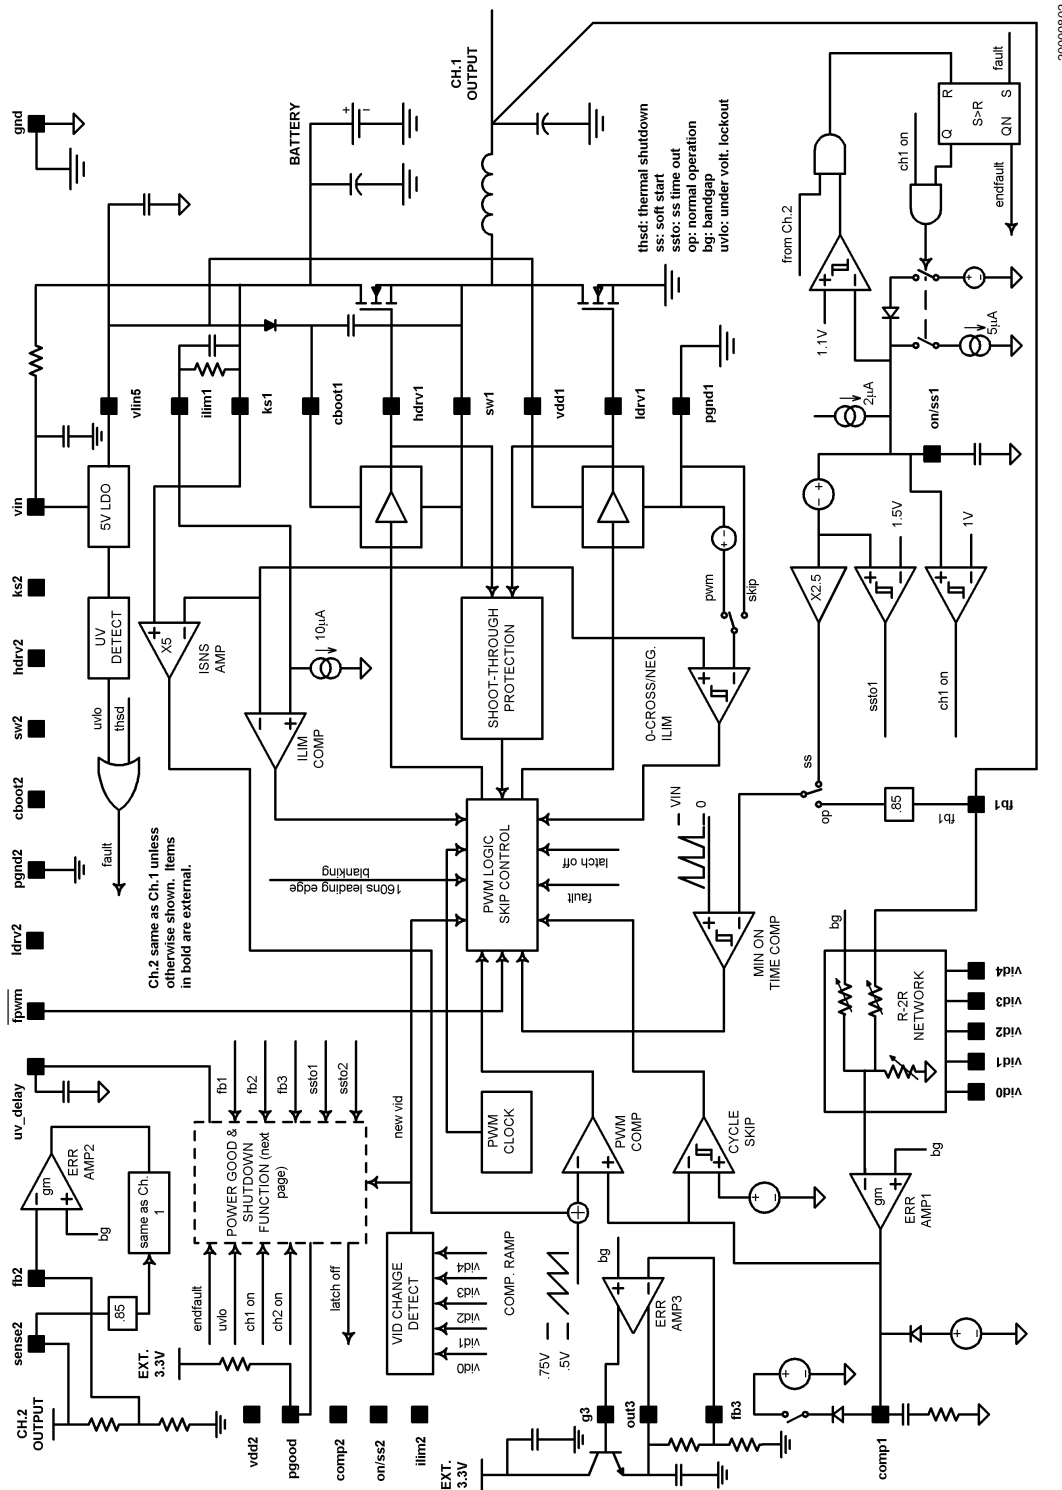 CH.2
OUTPUT
sense2
fb2
uv_delay
fpwm
ldrv2
pgnd2
cboot2
sw2
hdrv2
ks2
vin
gnd
gm
ERR
AMP2
bg
.85
same as Ch.
1
fault
uvlo
thsd
UV
DETECT
5V LDO
vlin5
Ch.2 same as Ch.1 unless
otherwise shown. Items
in bold are external.
EXT.
3.3V
endfault
uvlo
ch1 on
ch2 on
latch off
POWER GOOD &
SHUTDOWN
FUNCTION (next
page)
fb1
fb2
fb3
ssto1
ssto2
X5
ISNS
AMP
ilim1
ks1
vdd2
pgood
comp2
on/ss2
ilim2
ILIM
COMP
10µA
cboot1
BATTERY
160ns leading edge
blanking
new vid
VID CHANGE
DETECT
vid0
vid1
vid2
vid3
vid4
hdrv1
PWM LOGIC
SKIP CONTROL
SHOOT-THROUGH
PROTECTION
sw1
CH.1
OUTPUT
PWM
CLOCK
fault
latch off
vdd1
EXT.
3.3V
COMP. RAMP
.75V
.5V
PWM
COMP
ldrv1
g3
out3
fb3
bg
ERR
AMP3
CYCLE
SKIP
VIN
0
MIN ON
TIME COMP
0-CROSS/NEG.
ILIM
pwm
skip
pgnd1
thsd: thermal shutdown
ss: soft start
ssto: ss time out
op: normal operation
bg: bandgap
uvlo: under volt. lockout
comp1
gm
ERR
AMP1
bg
bg
R-2R
NETWORK
vid0
vid1
vid2
vid3
vid4
op
ss
.85
fb1
fb1
X2.5
ssto1
1.5V
ch1 on
1V
2µA
on/ss1
1.1V
from Ch.2
5µA
ch1 on
endfault
Q
R
S>R
QN
S
fault